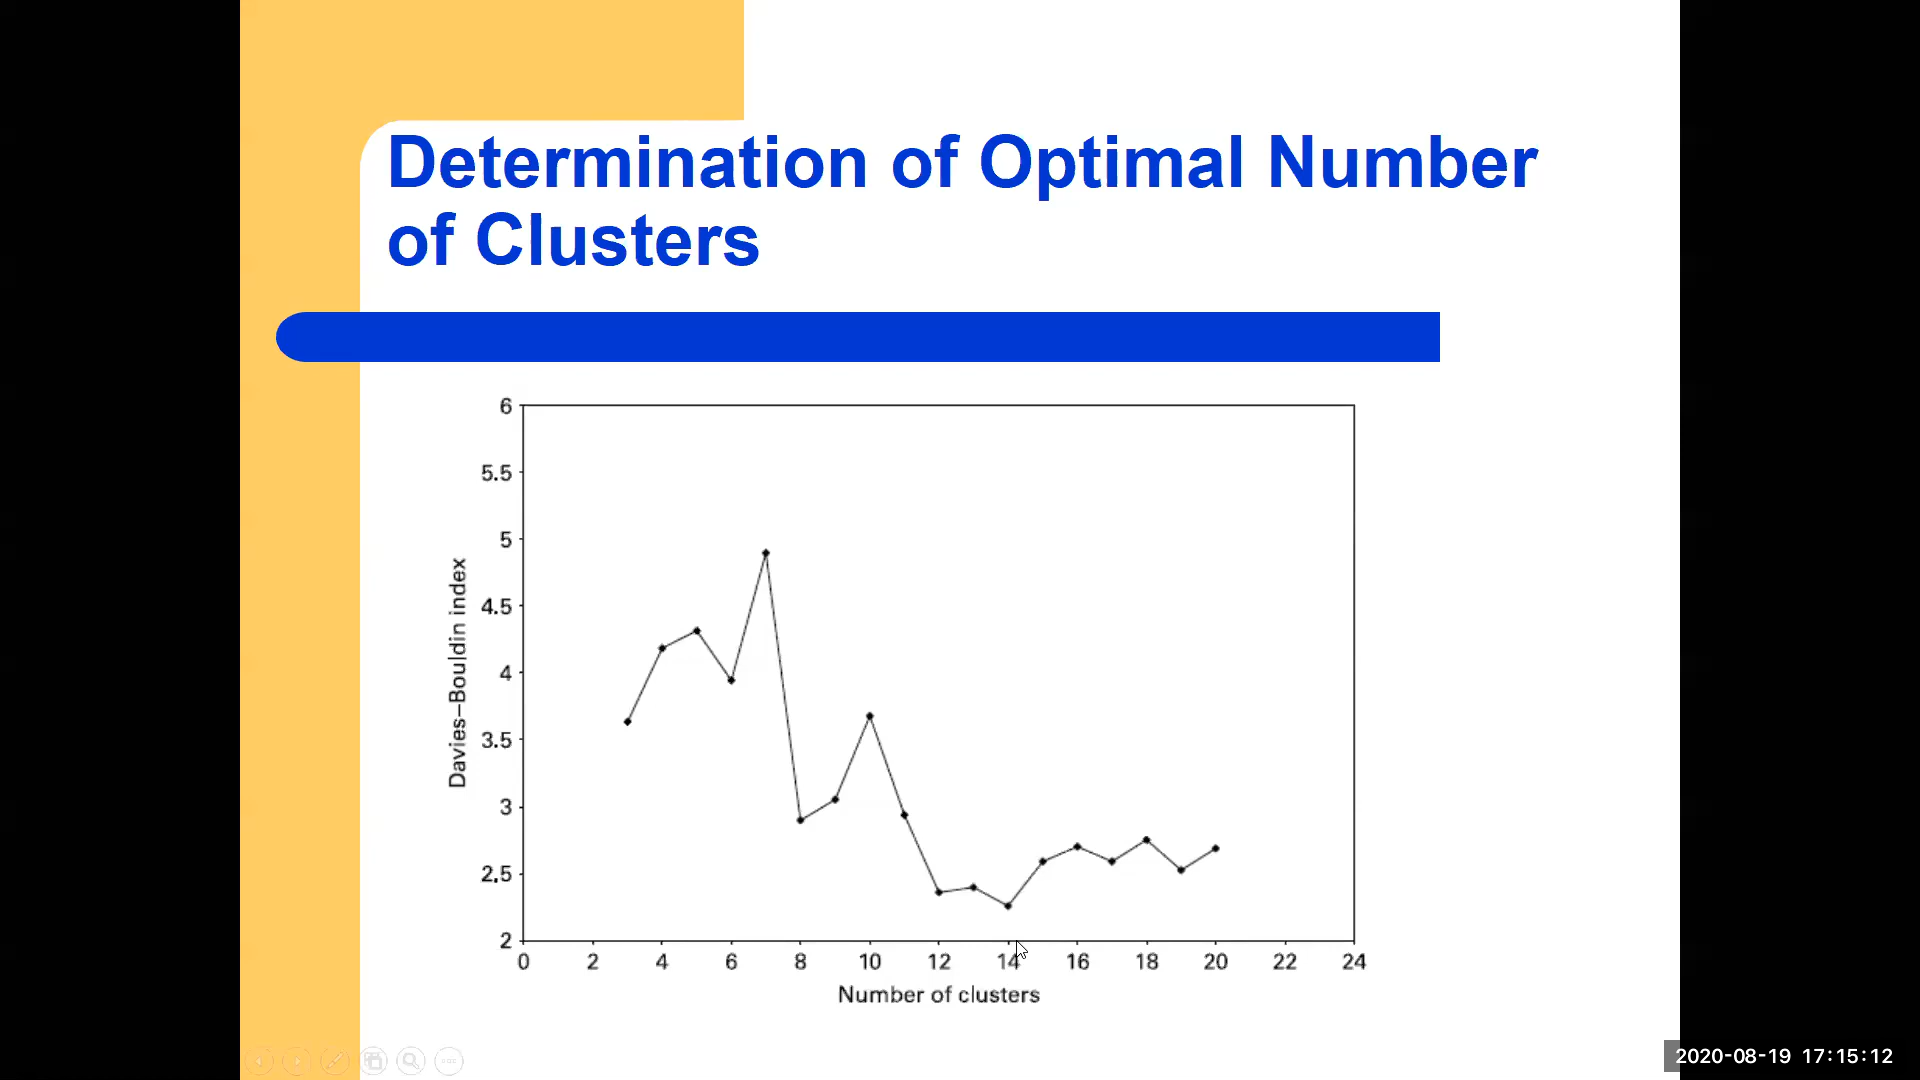 Determination of Optimal Number
of Clusters
6
5.5
5
4.5
4
3.5
3
2.5
2
Davies–Bouldin index
0 2 4 6 8 10 12 14 16 18 20 22 24
Number of clusters
2020-08-19 17:15:12